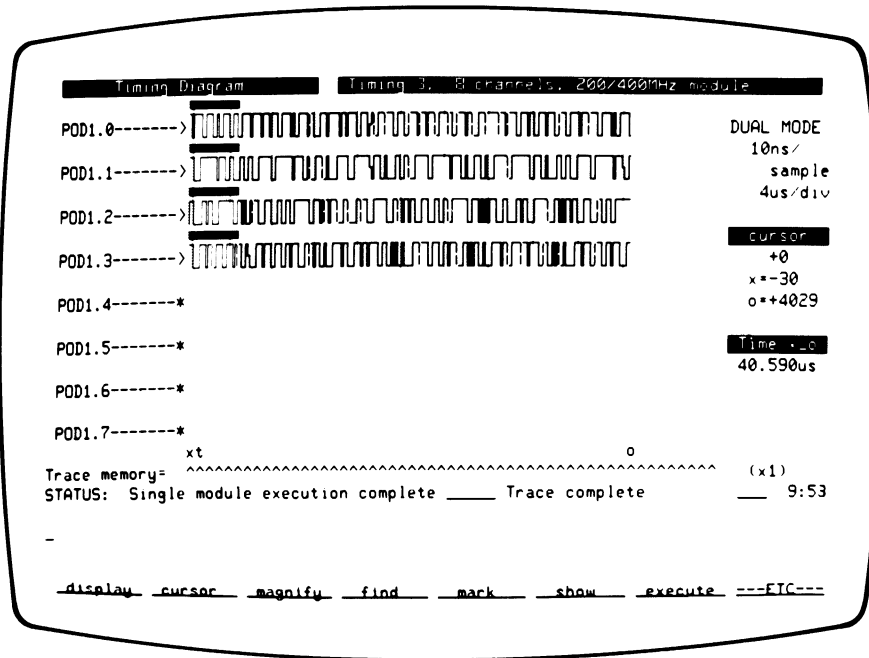 Timing Diagram Timing 3, 8 channels, 200/400MHz module
POD1.0------->
DUAL MODE
POD1.1------->
10ns/
sample
4us/div
POD1.2------->
cursor
POD1.3------->
+0
x=-30
POD1.4-------*
o=+4029
POD1.5-------*
Time x_o
40.590us
POD1.6-------*
POD1.7-------*
xt o
Trace memory= ^^^^^^^^^^^^^^^^^^^^^^^^^^^^^^^^^^^^^^^^^^^^^^^^^^^^^^^^ (x1)
STATUS: Single module execution complete _____ Trace complete ___ 9:53
_
display cursor magnify find mark show execute ---ETC---